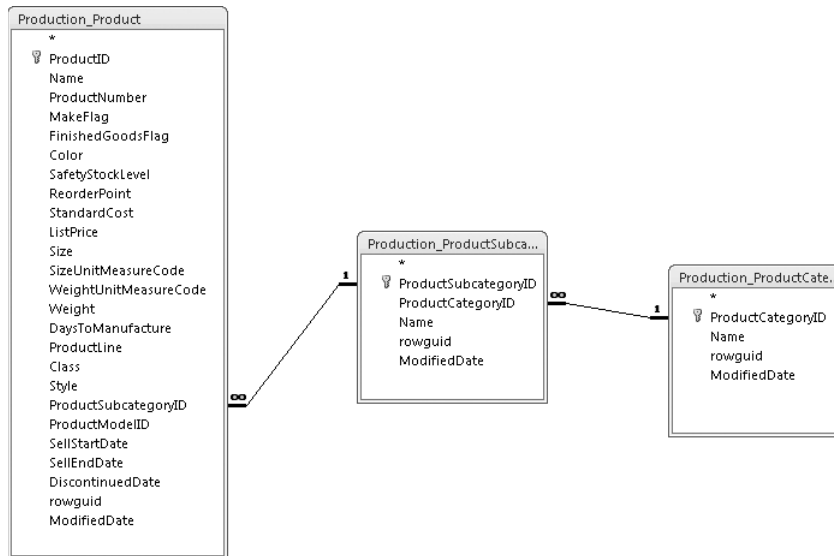 Production_Product
*
ProductID
Name
ProductNumber
MakeFlag
FinishedGoodsFlag
Color
SafetyStockLevel
ReorderPoint
StandardCost
ListPrice
Size
SizeUnitMeasureCode
WeightUnitMeasureCode
Weight
DaysToManufacture
ProductLine
Class
Style
ProductSubcategoryID
ProductModelID
SellStartDate
SellEndDate
DiscontinuedDate
rowguid
ModifiedDate
∞
1
Production_ProductSubca...
*
ProductSubcategoryID
ProductCategoryID
Name
rowguid
ModifiedDate
∞
1
Production_ProductCate...
*
ProductCategoryID
Name
rowguid
ModifiedDate